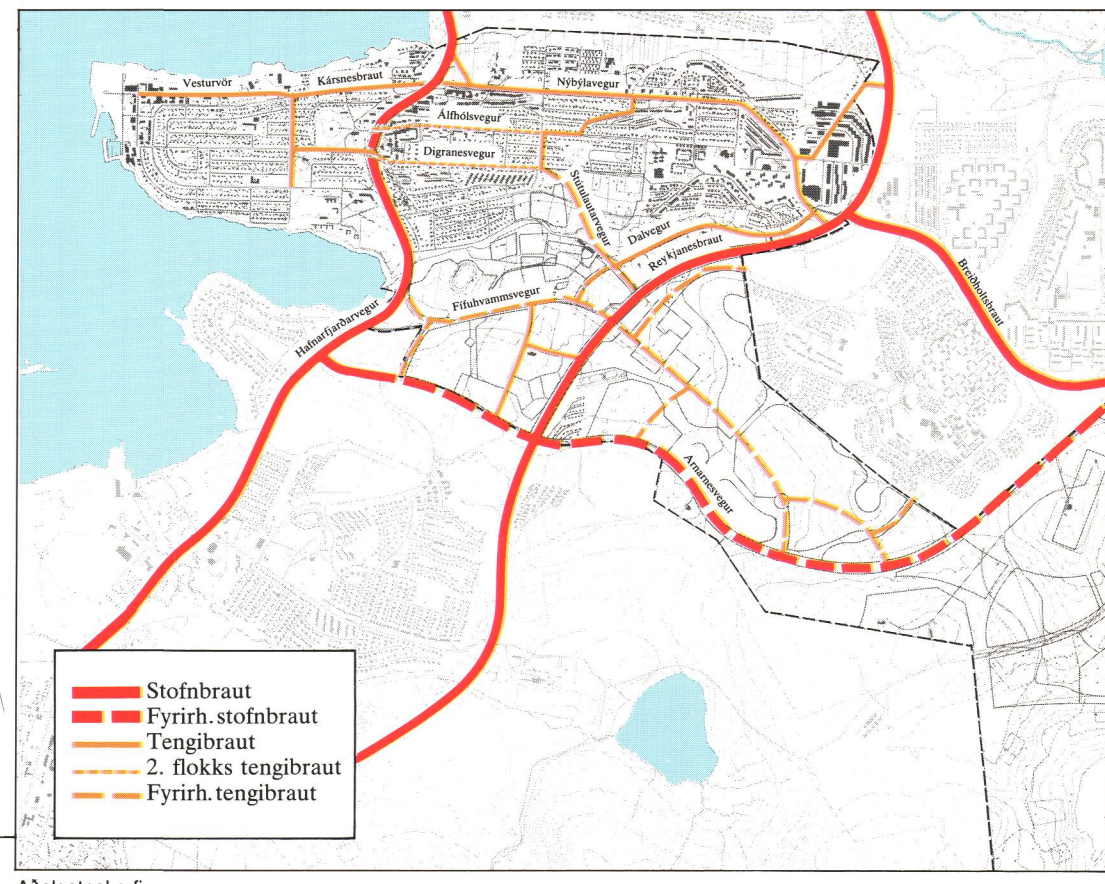 Vesturvör
Kársnesbraut
Nýbýlavegur
Álfhólsvegur
Digranesvegur
Stútulautarvegur
Dalvegur
Reykjanesbraut
Breiðholtsbraut
Fífuhvammsvegur
Hafnarfjarðarvegur
Arnarnesvegur
Stofnbraut
Fyrirh. stofnbraut
Tengibraut
2. flokks tengibraut
Fyrirh. tengibraut